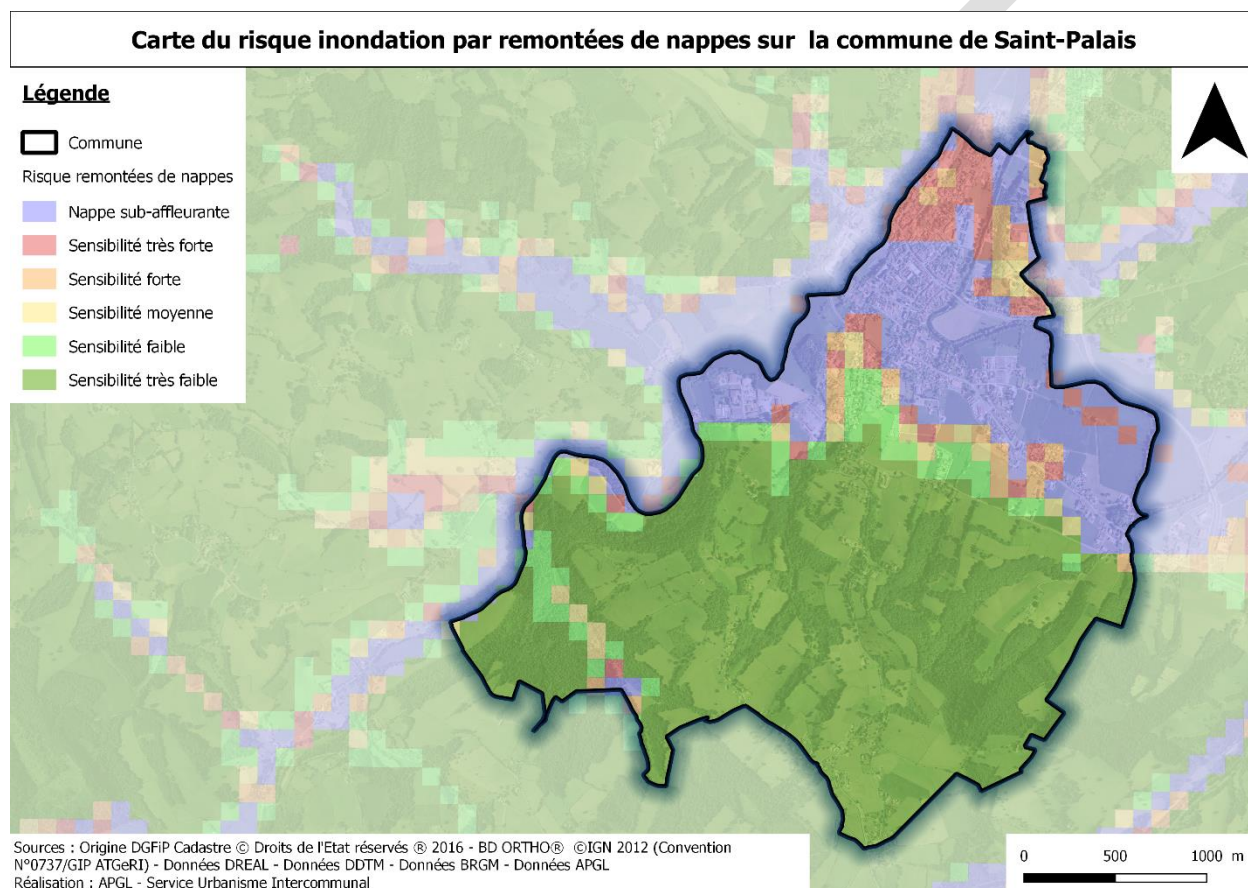 Carte du risque inondation par remontées de nappes sur la commune de Saint-Palais
Légende
Commune
Risque remontées de nappes
Nappe sub-affleurante
Sensibilité très forte
Sensibilité forte
Sensibilité moyenne
Sensibilité faible
Sensibilité très faible
Sources : Origine DGFiP Cadastre © Droits de l'Etat réservés ® 2016 - BD ORTHO® ©IGN 2012 (Convention
N°0737/GIP ATGeRI) - Données DREAL - Données DDTM - Données BRGM - Données APGL
Réalisation : APGL - Service Urbanisme Intercommunal
0 500 1000 m